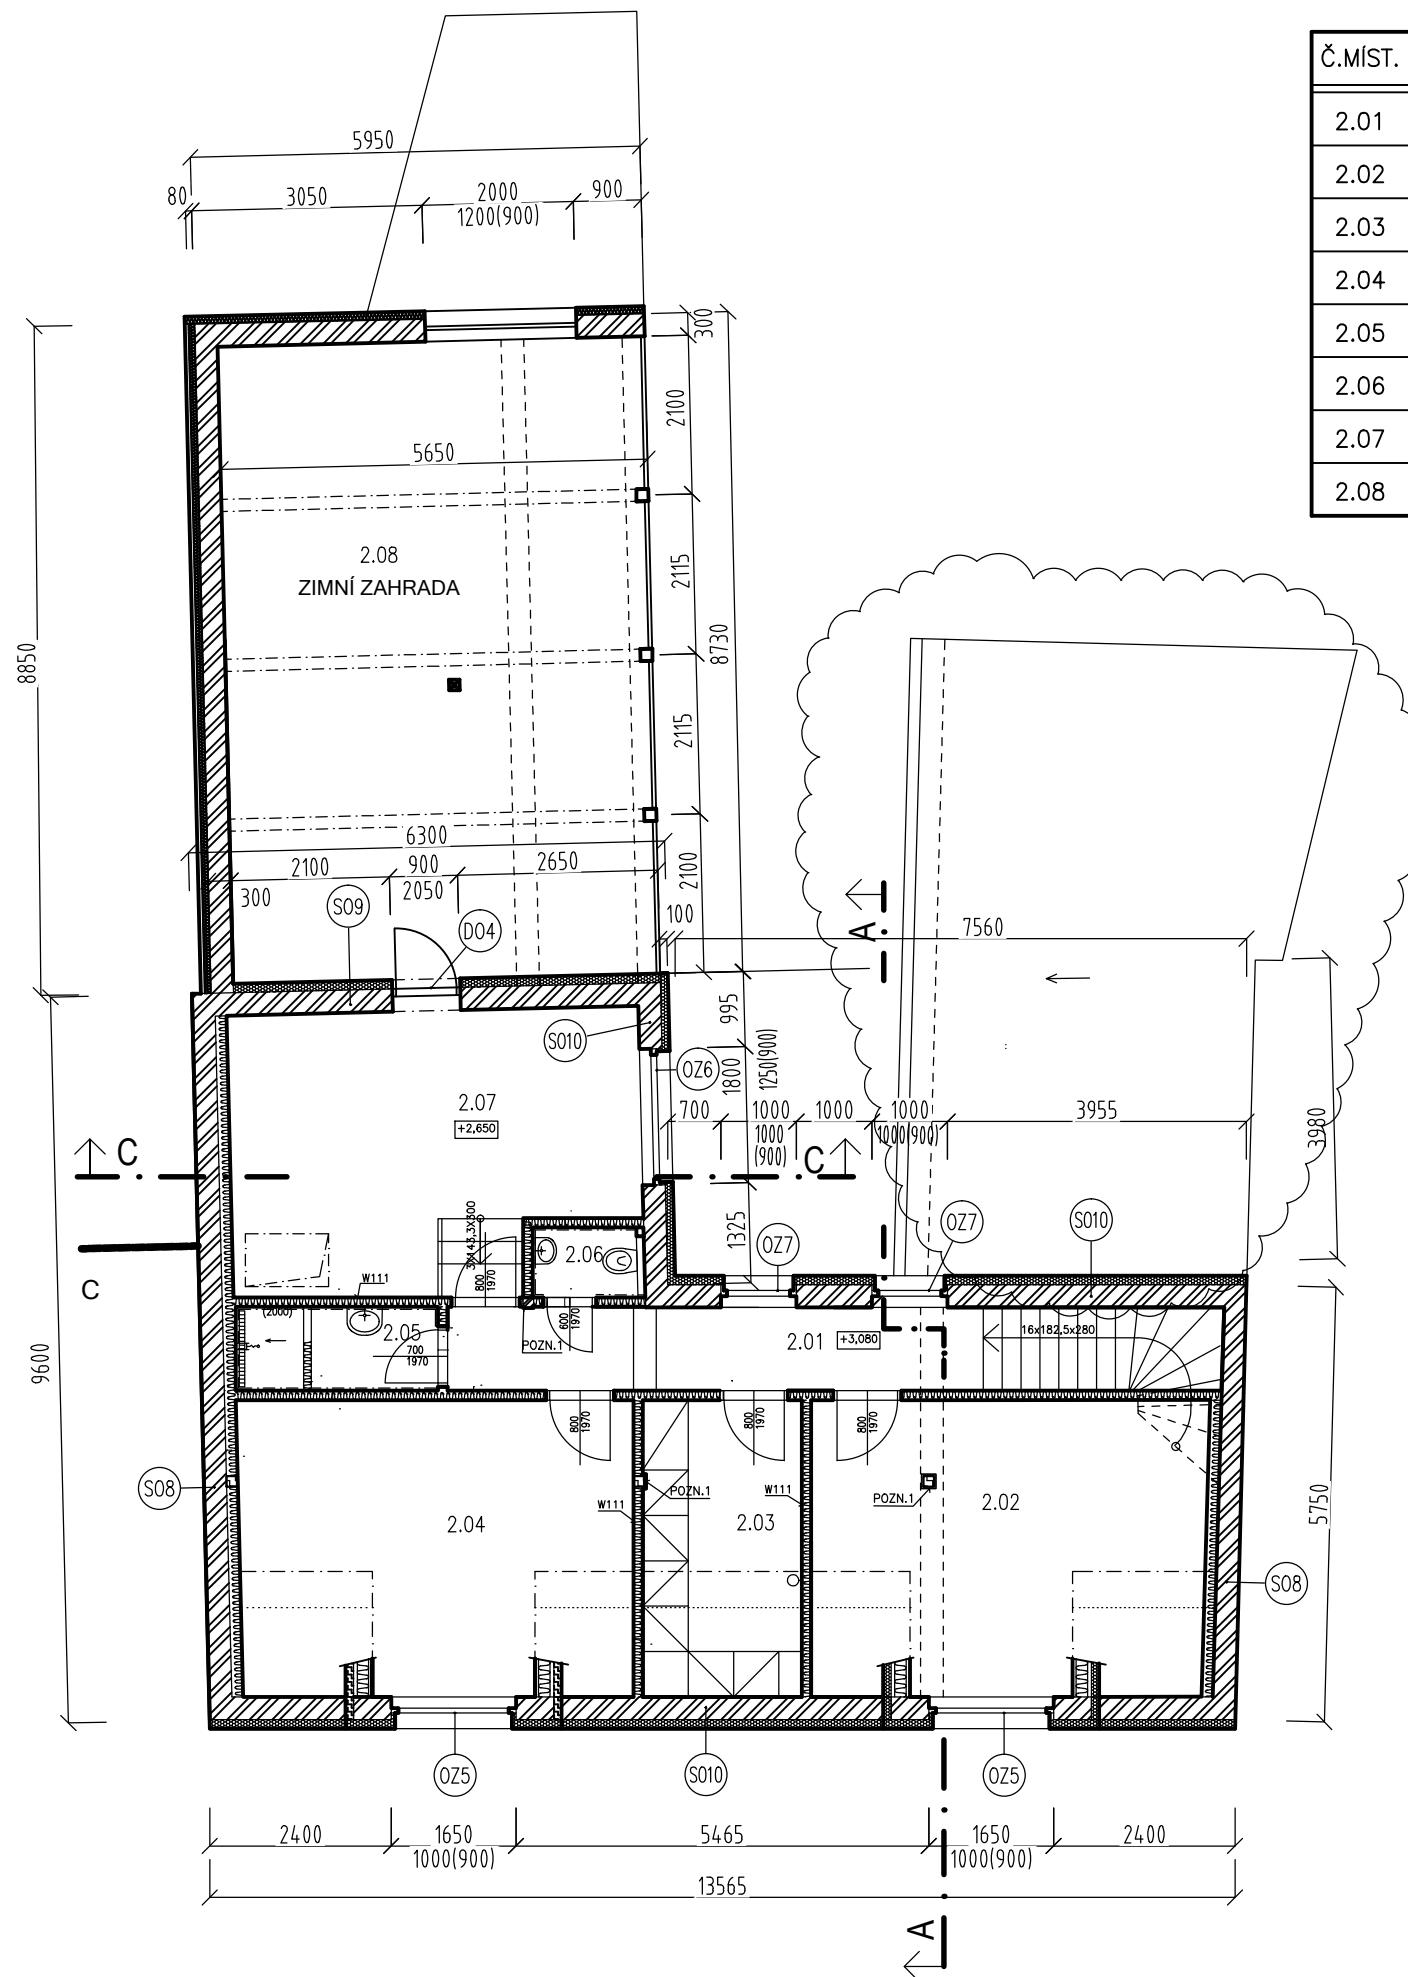 Č.MÍST.
2.01
2.02
2.03
2.04
2.05
2.06
2.07
2.08
5950
80
3050
2000
900
1200(900)
300
2100
5650
2.08
ZIMNÍ ZAHRADA
2115
8730
8850
2115
6300
2100
900
2650
2100
300
2050
S09
D04
100
A
7560
995
S010
OZ6
1800
1250(900)
2.07
+2,650
700
1000
1000
1000
3955
1000
(900)
1000(900)
3980
C
C
3X143,3X300
1325
OZ7
OZ7
S010
2.06
C
W111
800
1970
(2000)
2.05
600
1970
2.01
+3,080
16x182,5x280
700
1970
POZN.1
9600
800
1970
800
1970
800
1970
S08
POZN.1
W111
W111
POZN.1
2.04
2.03
2.02
5750
S08
OZ5
S010
OZ5
2400
1650
5465
1650
2400
1000(900)
1000(900)
13565
A